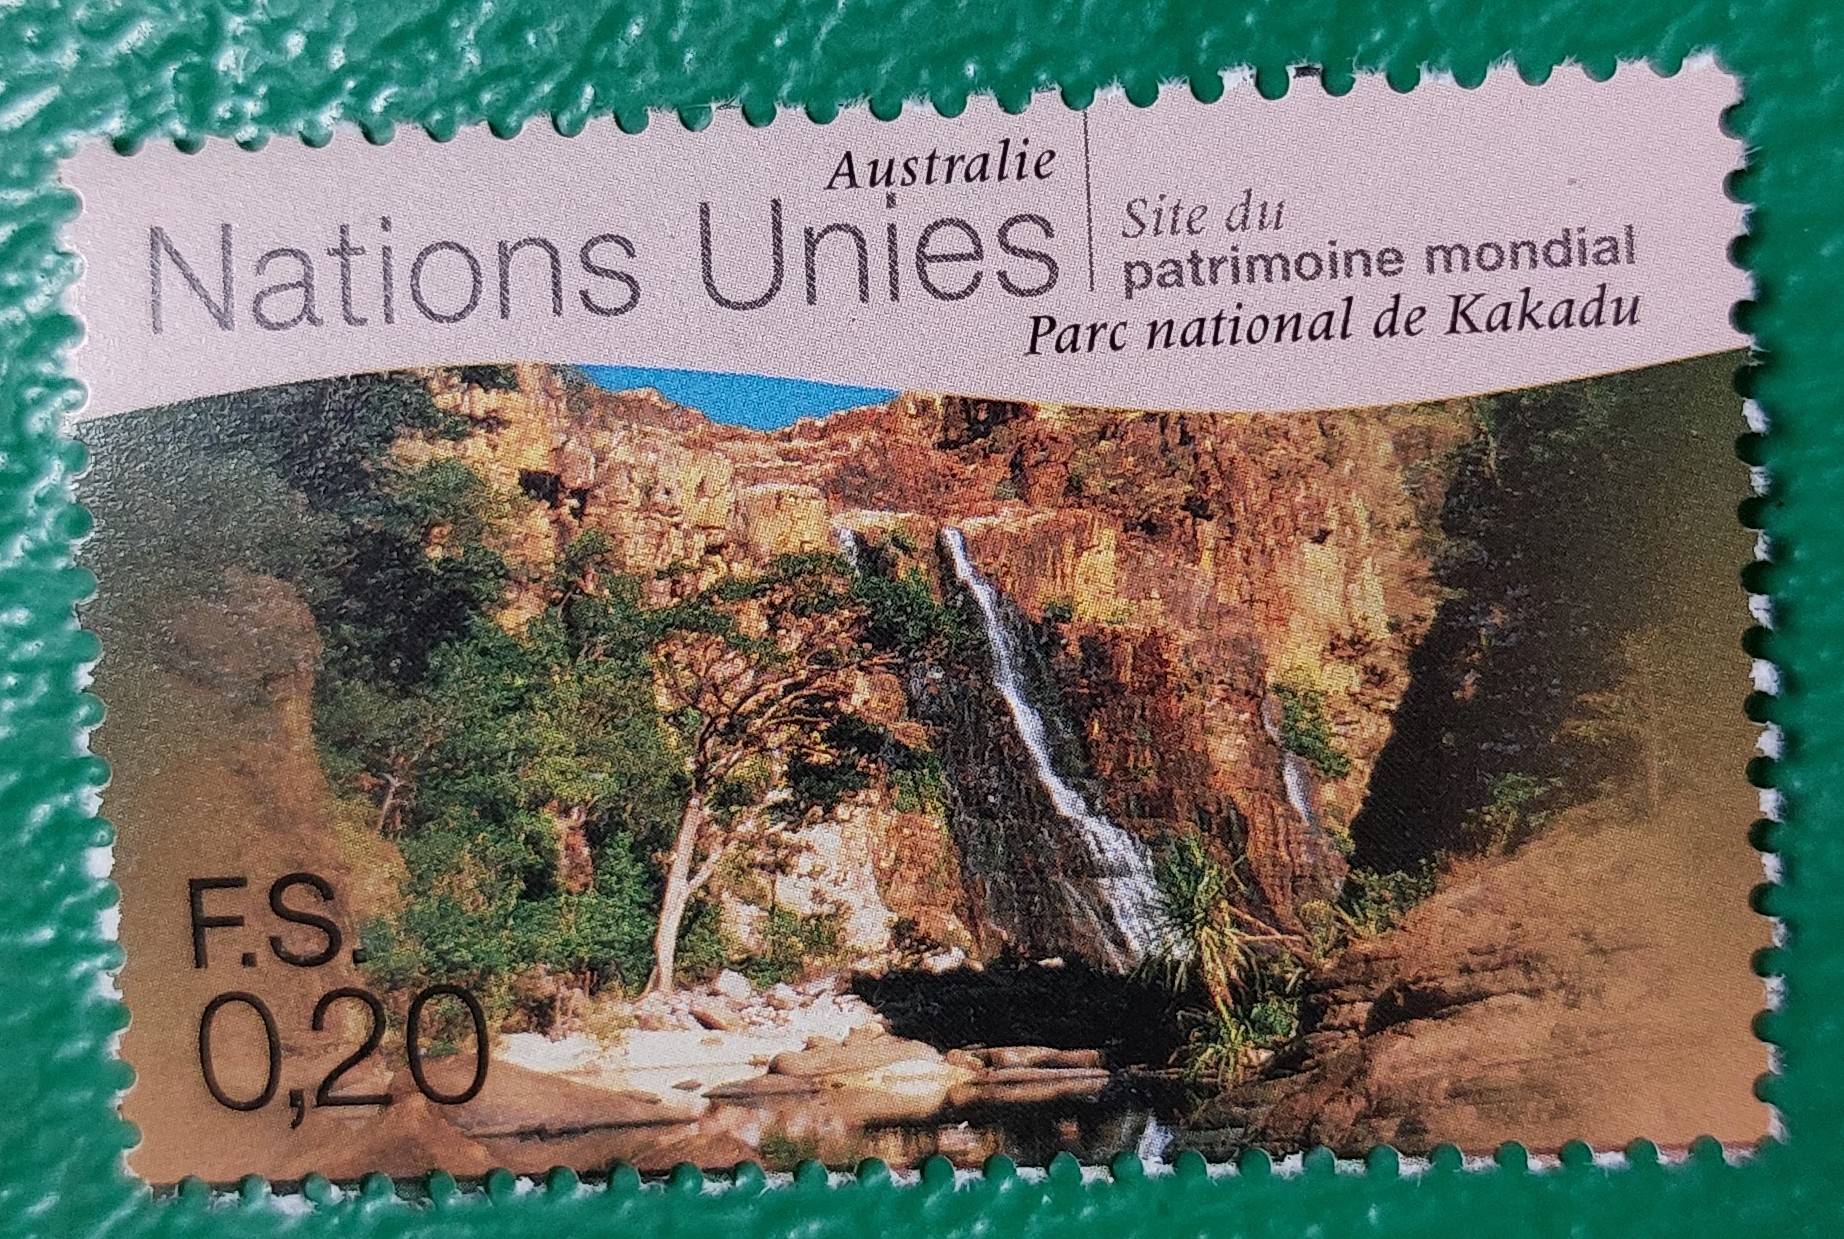 Australie
Nations Unies
Site du
patrimoine mondial
Parc national de Kakadu
F.S.
0,20